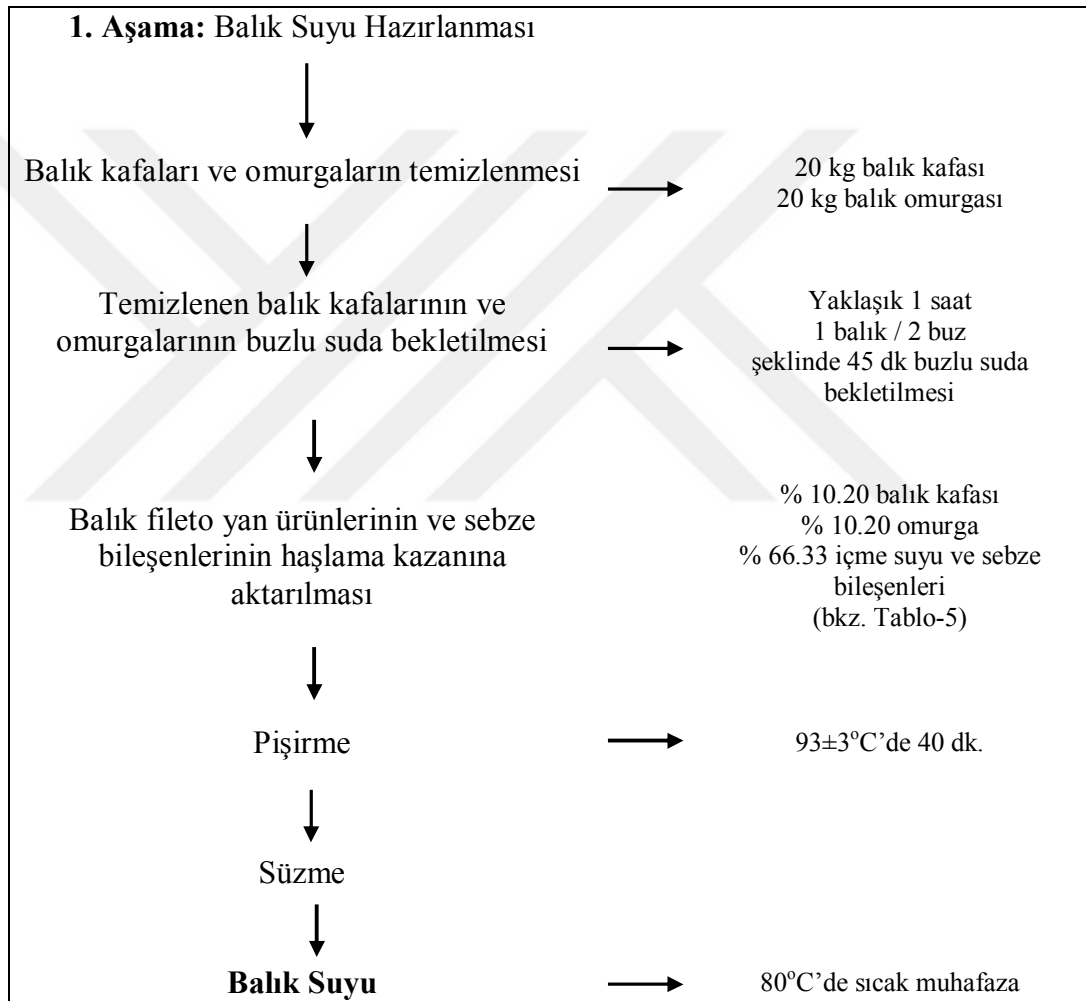 1. Aşama: Balık Suyu Hazırlanması
Balık kafaları ve omurgaların temizlenmesi
20 kg balık kafası
20 kg balık omurgası
Temizlenen balık kafalarının ve
omurgalarının buzlu suda bekletilmesi
Yaklaşık 1 saat
1 balık / 2 buz
şeklinde 45 dk buzlu suda
bekletilmesi
Balık fileto yan ürünlerinin ve sebze
bileşenlerinin haşlama kazanına
aktarılması
% 10.20 balık kafası
% 10.20 omurga
% 66.33 içme suyu ve sebze
bileşenleri
(bkz. Tablo-5)
Pişirme
93±3°C’de 40 dk.
Süzme
Balık Suyu
80°C’de sıcak muhafaza